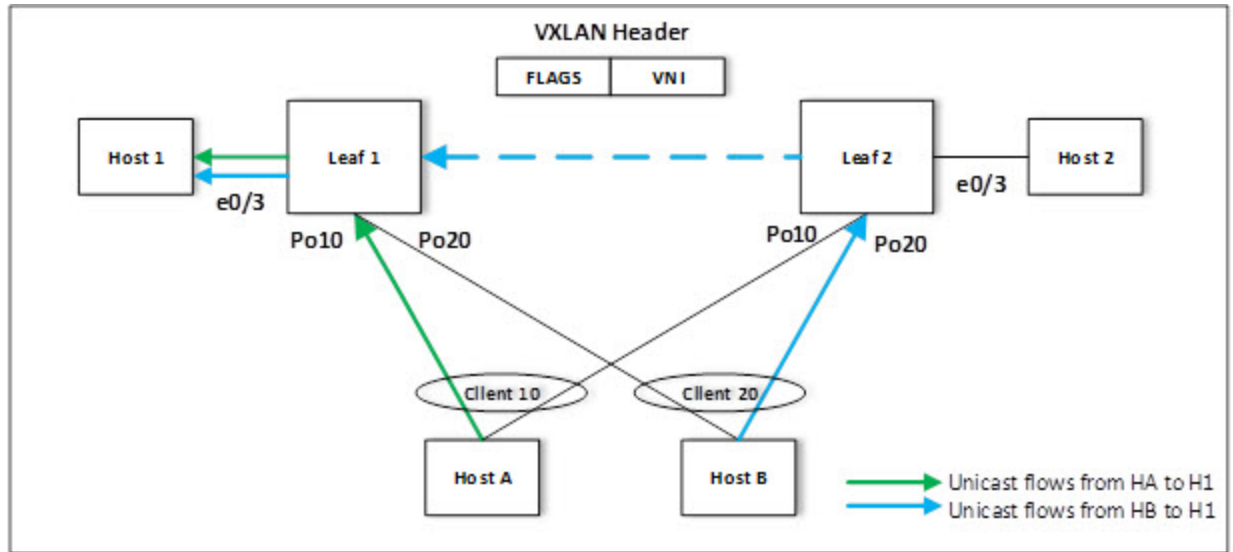 VXLAN Header
FLAGS VNI
Host 1 Leaf 1 Leaf 2 Host 2
e0/3 e0/3
Po10 Po20 Po10 Po20
Cllent 10 Cllent 20
Host A Host B
Unicast flows from HA to H1
Unicast flows from HB to H1